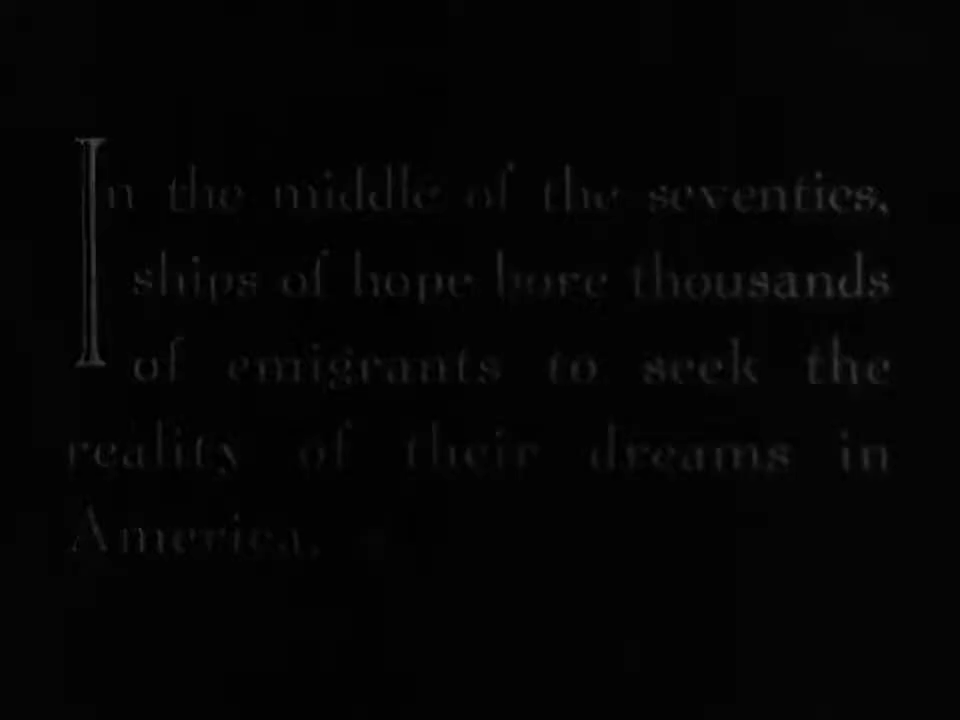 In the middle of the seventies,
ships of hope bore thousands
of emigrants to seek the
reality of their dreams in
America.